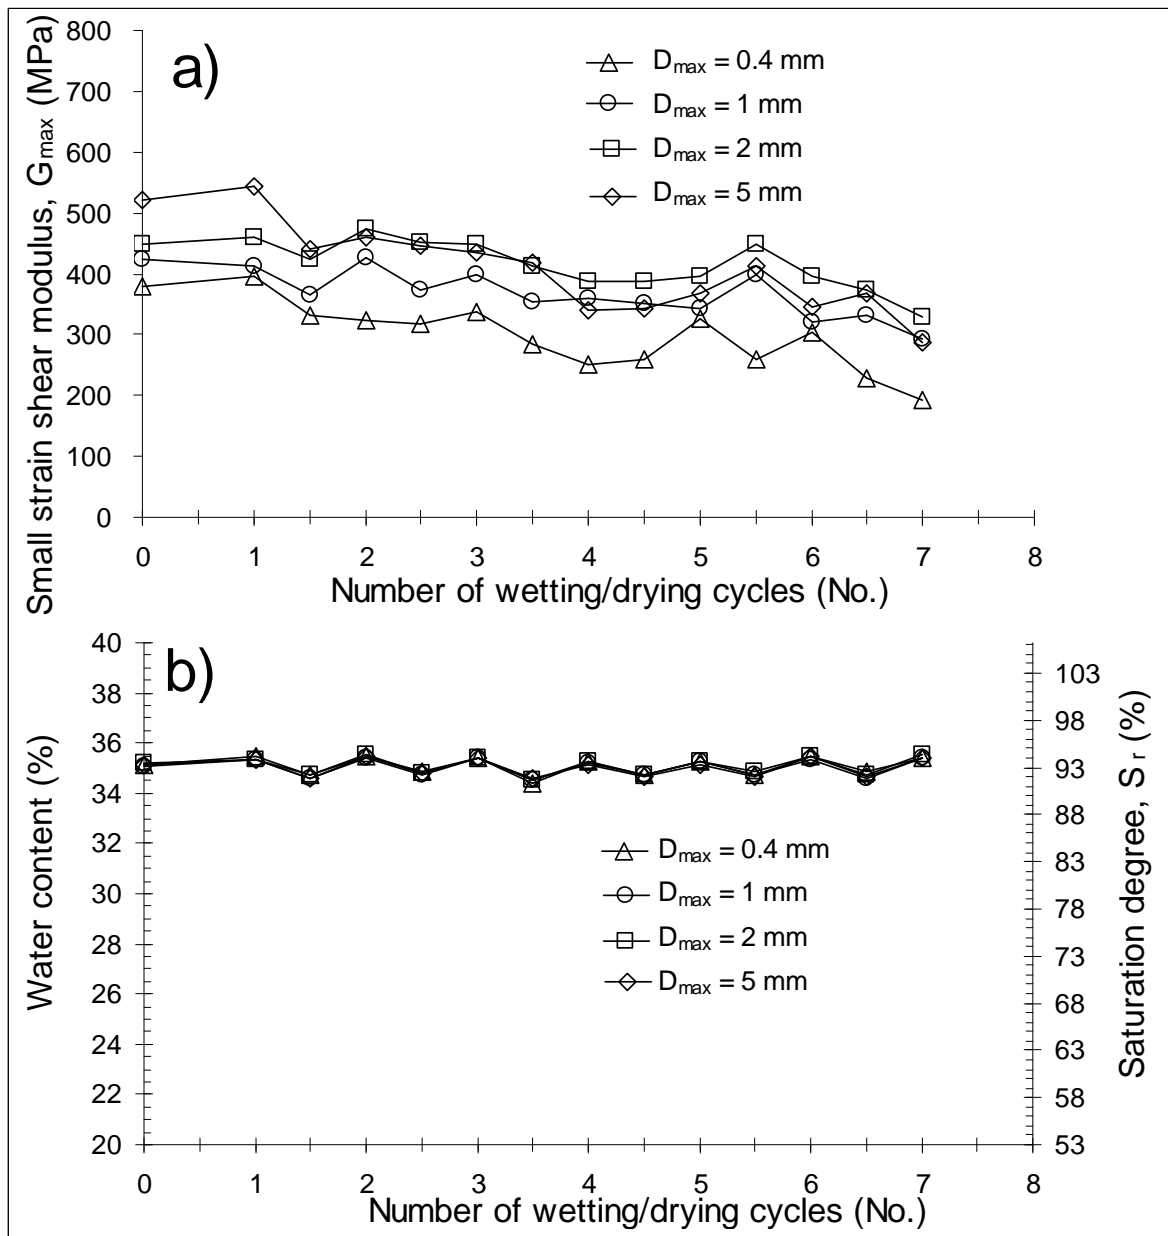 a)
Small strain shear modulus, Gmax (MPa)
800
700
600
500
400
300
200
100
0
Dmax = 0.4 mm
Dmax = 1 mm
Dmax = 2 mm
Dmax = 5 mm
0 1 2 3 4 5 6 7 8
Number of wetting/drying cycles (No.)
b)
Water content (%)
40
38
36
34
32
30
28
26
24
22
20
Dmax = 0.4 mm
Dmax = 1 mm
Dmax = 2 mm
Dmax = 5 mm
103
98
93
88
83
78
73
68
63
58
53
Saturation degree, Sr (%)
0 1 2 3 4 5 6 7 8
Number of wetting/drying cycles (No.)